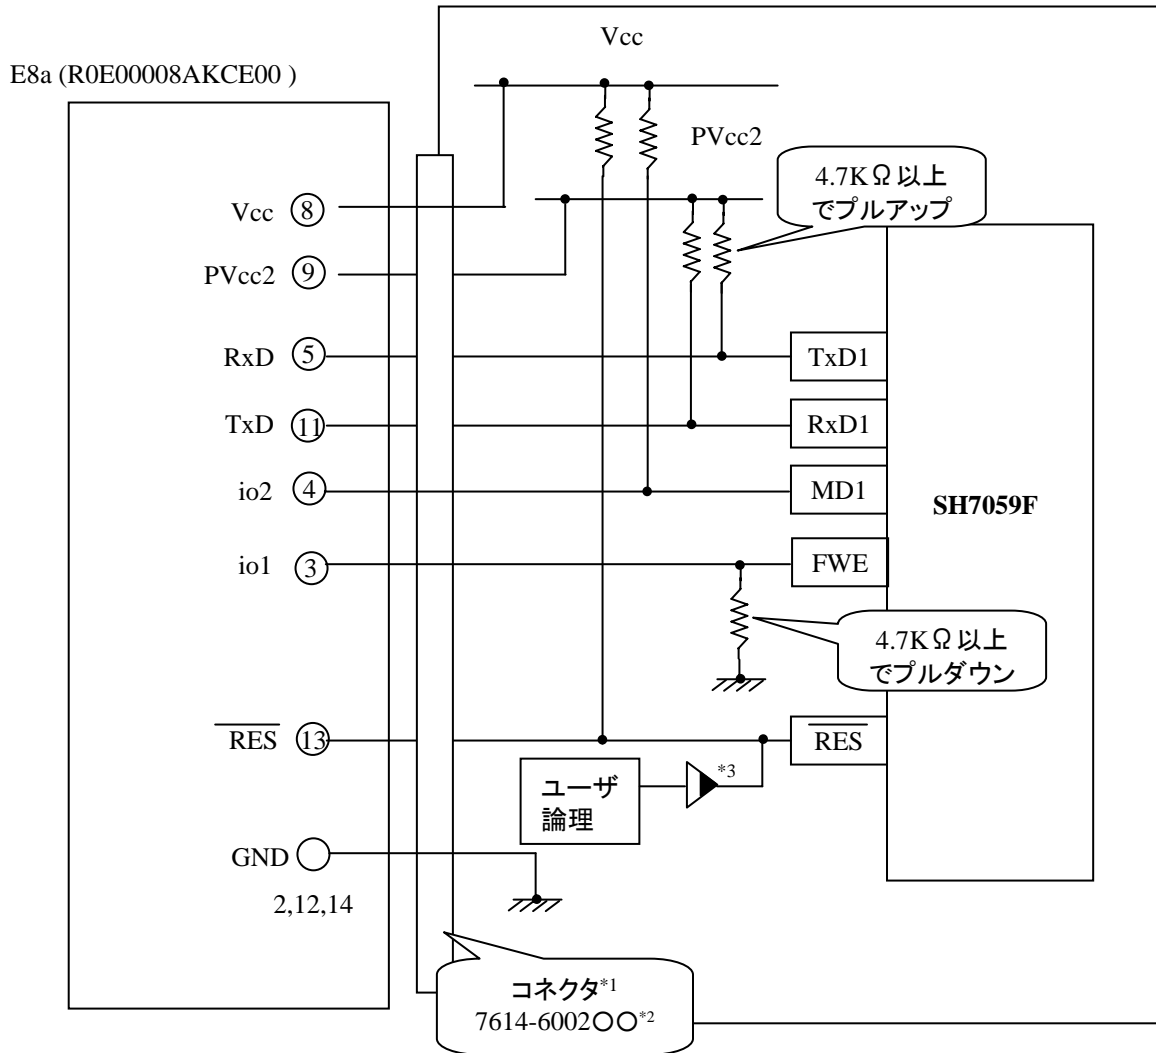 Vcc
E8a (R0E00008AKCE00 )
PVcc2
4.7KΩ以上
でプルアップ
Vcc 8
PVcc2 9
RxD 5
TxD1
TxD 11
RxD1
io2 4
MD1
SH7059F
io1 3
FWE
4.7KΩ以上
でプルダウン
RES 13
RES
ユーザ
論理
*3
GND
2,12,14
コネクタ*1
7614-6002〇〇*2